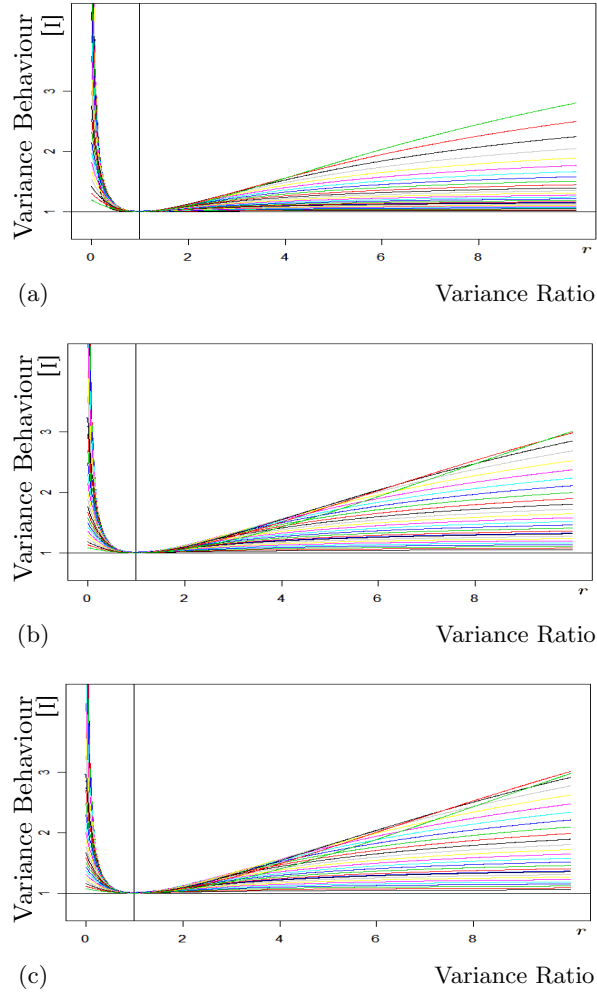 Variance Behaviour
[I]
3
2
1
0 2 4 6 8 r
(a) Variance Ratio
Variance Behaviour
[I]
3
2
1
0 2 4 6 8 r
(b) Variance Ratio
Variance Behaviour
[I]
3
2
1
0 2 4 6 8 r
(c) Variance Ratio